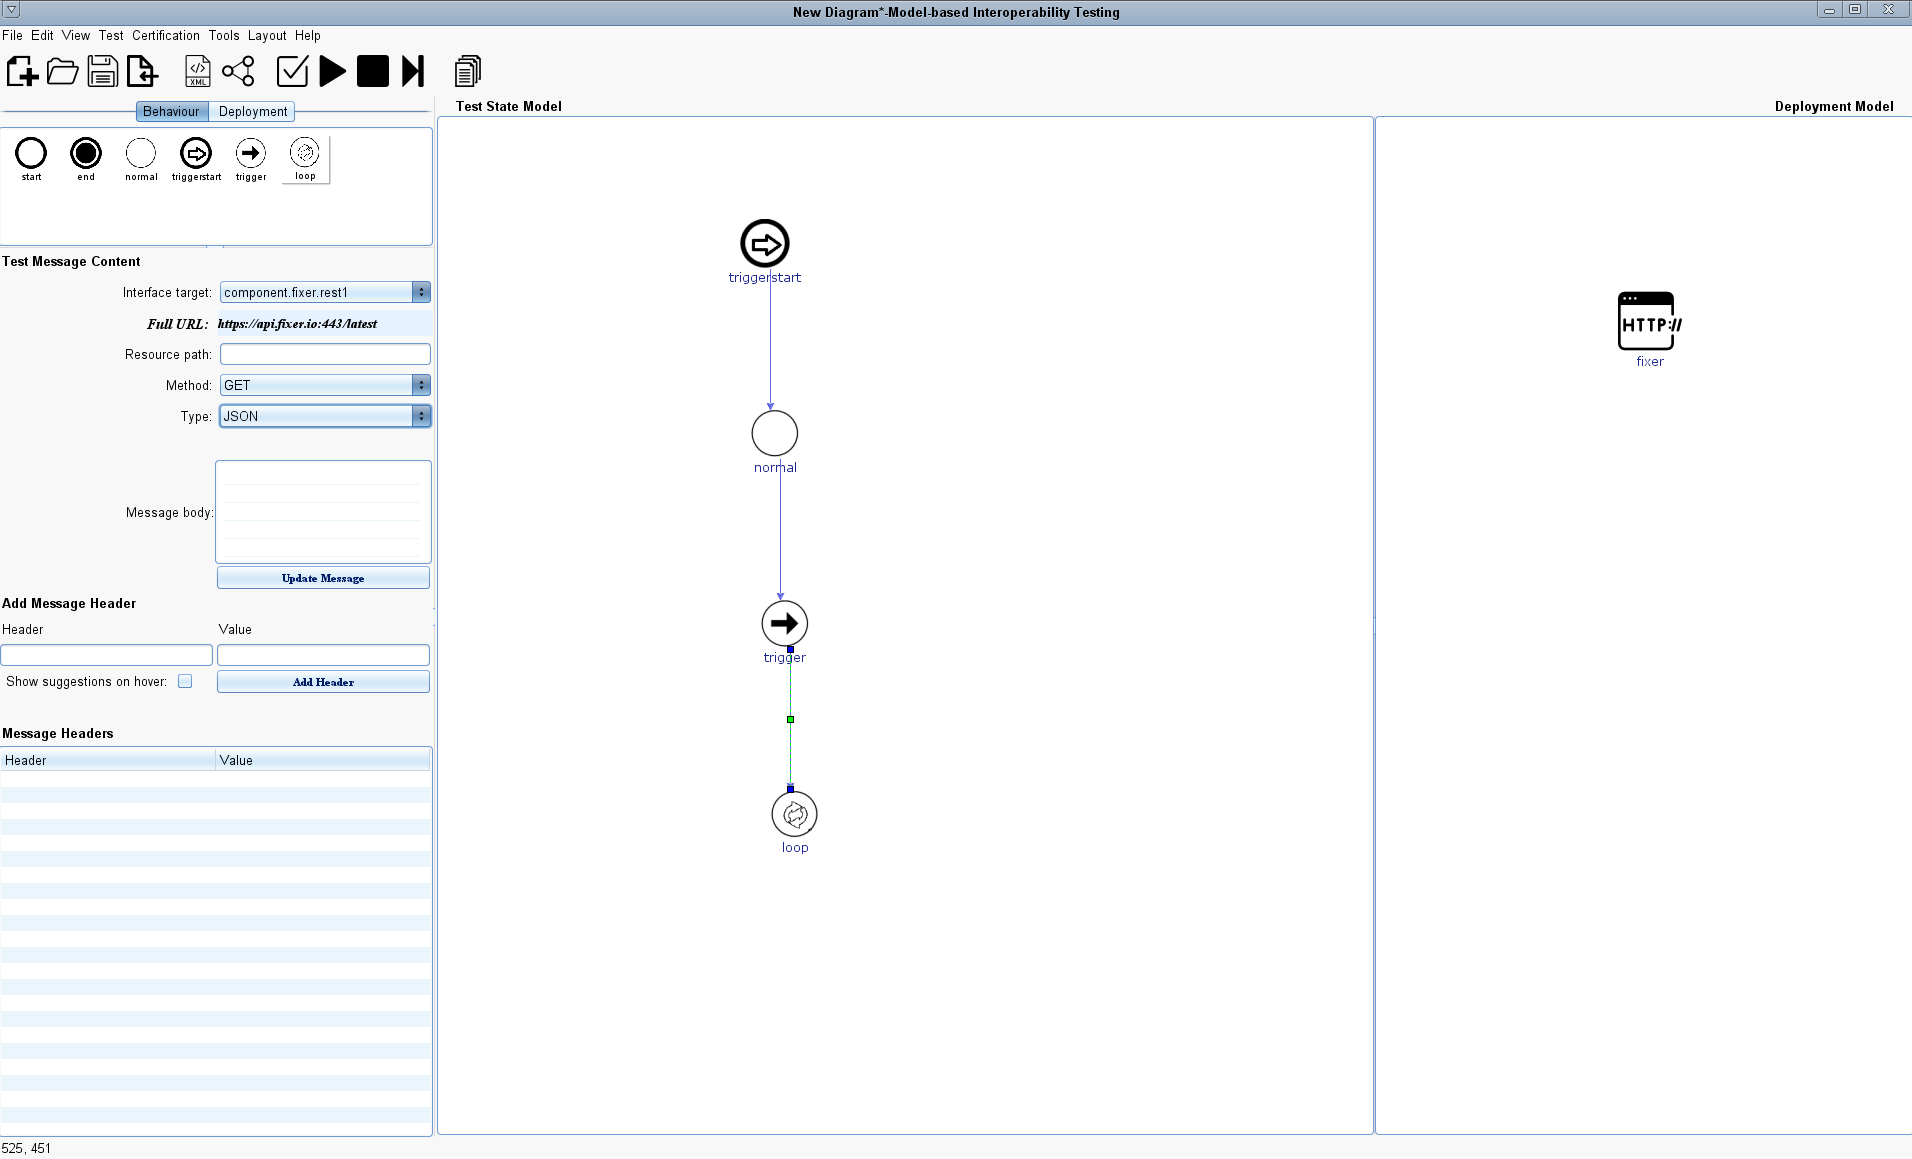 New Diagram*-Model-based Interoperability Testing
File Edit View Test Certification Tools Layout Help
</> XML
Behaviour Deployment
start end normal triggerstart trigger loop
Test Message Content
Interface target: component.fixer.rest1
Full URL: https://api.fixer.io:443/latest
Resource path:
Method: GET
Type: JSON
Message body:
Update Message
Add Message Header
Header Value
Show suggestions on hover: Add Header
Message Headers
Header Value
525, 451
Test State Model
triggerstart
normal
trigger
loop
Deployment Model
HTTP://
fixer